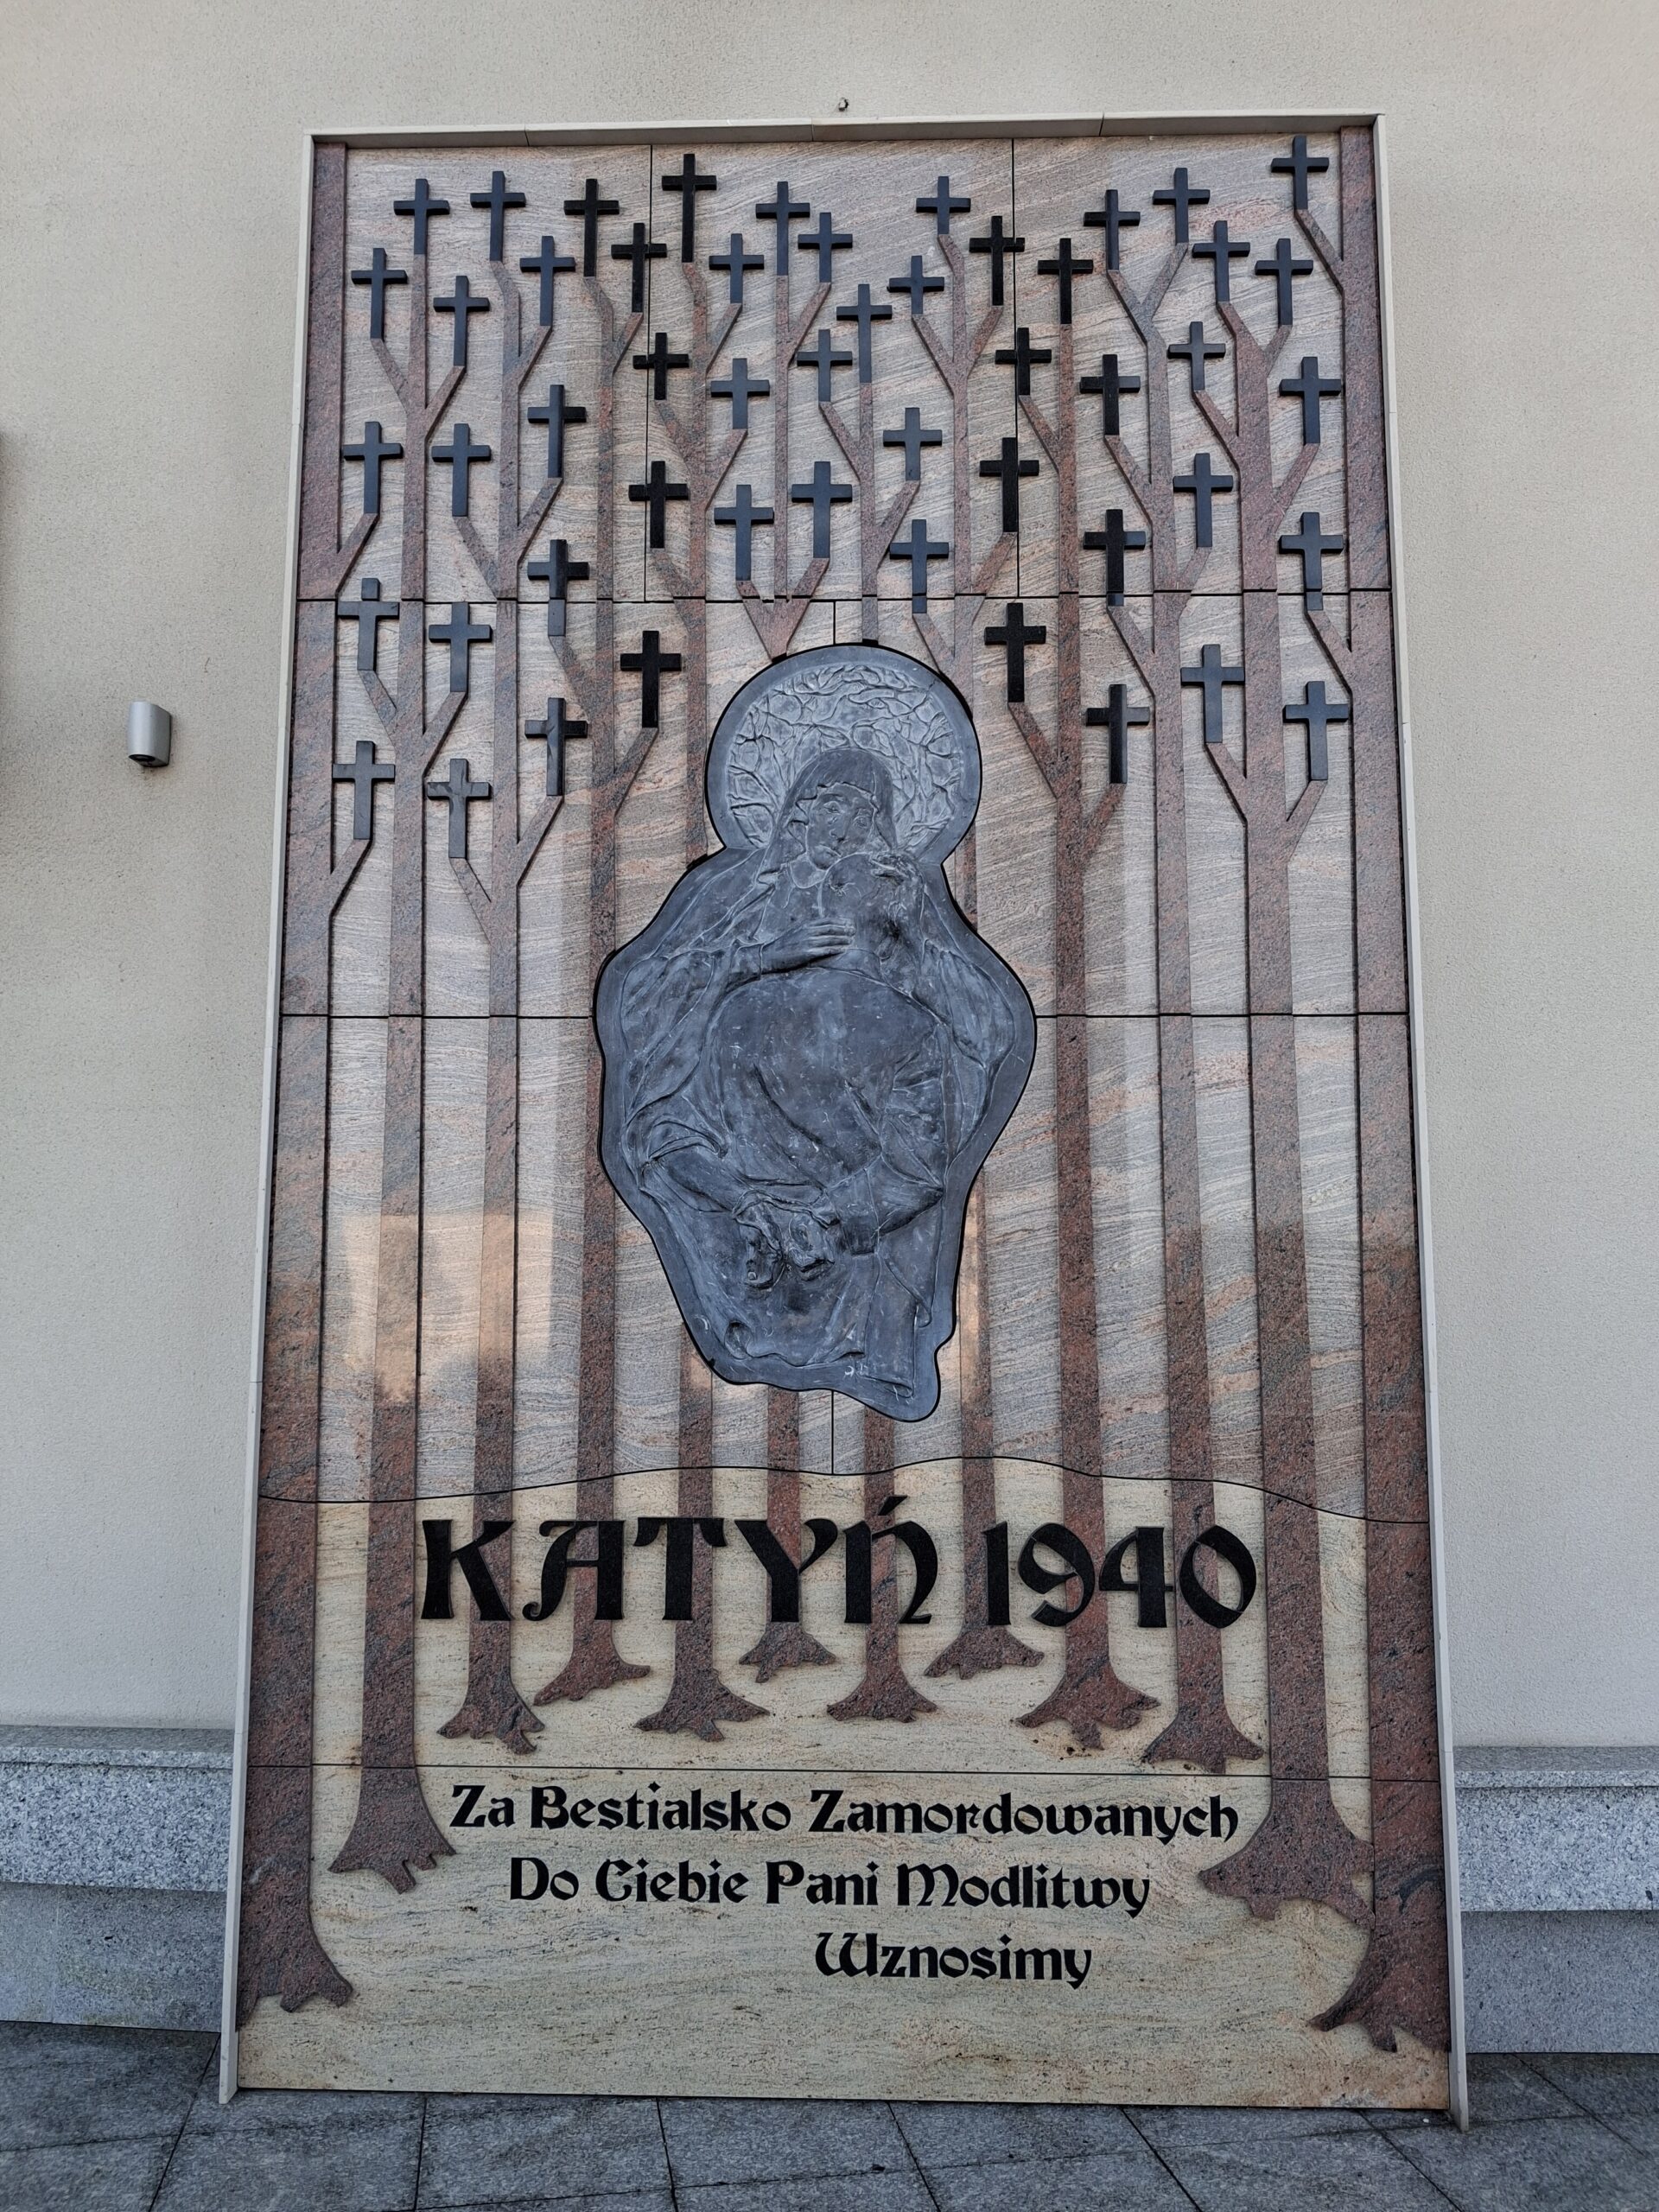 KATYŃ 1940
Za Bestialsko Zamordowanych
Do Ciebie Pani Modlitwy
Wznosimy